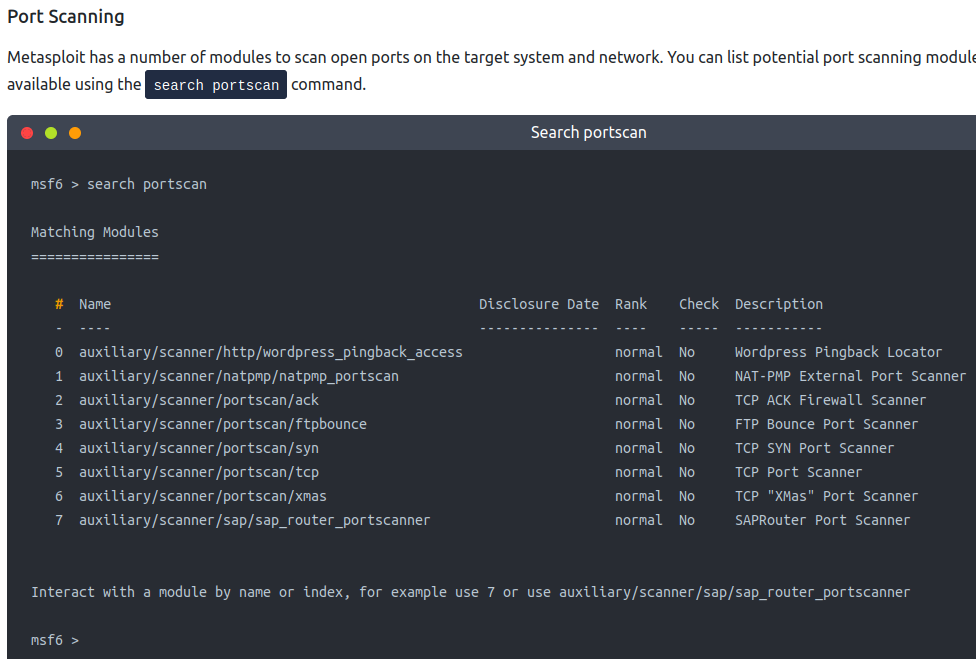 Port Scanning
Metasploit has a number of modules to scan open ports on the target system and network. You can list potential port scanning module
available using the search portscan command.
Search portscan
msf6 > search portscan
Matching Modules
================
#  Name                                              Disclosure Date  Rank    Check  Description
-  ----                                              ---------------  ----    -----  -----------
0  auxiliary/scanner/http/wordpress_pingback_access                   normal  No     Wordpress Pingback Locator
1  auxiliary/scanner/natpmp/natpmp_portscan                           normal  No     NAT-PMP External Port Scanner
2  auxiliary/scanner/portscan/ack                                     normal  No     TCP ACK Firewall Scanner
3  auxiliary/scanner/portscan/ftpbounce                               normal  No     FTP Bounce Port Scanner
4  auxiliary/scanner/portscan/syn                                     normal  No     TCP SYN Port Scanner
5  auxiliary/scanner/portscan/tcp                                     normal  No     TCP Port Scanner
6  auxiliary/scanner/portscan/xmas                                    normal  No     TCP "XMas" Port Scanner
7  auxiliary/scanner/sap/sap_router_portscanner                       normal  No     SAPRouter Port Scanner
Interact with a module by name or index, for example use 7 or use auxiliary/scanner/sap/sap_router_portscanner
msf6 >